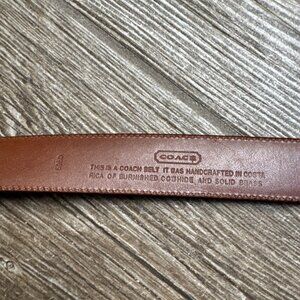 COACH
THIS IS A COACH BELT. IT WAS HANDCRAFTED IN COSTA
RICA OF BURNISHED COWHIDE AND SOLID BRASS